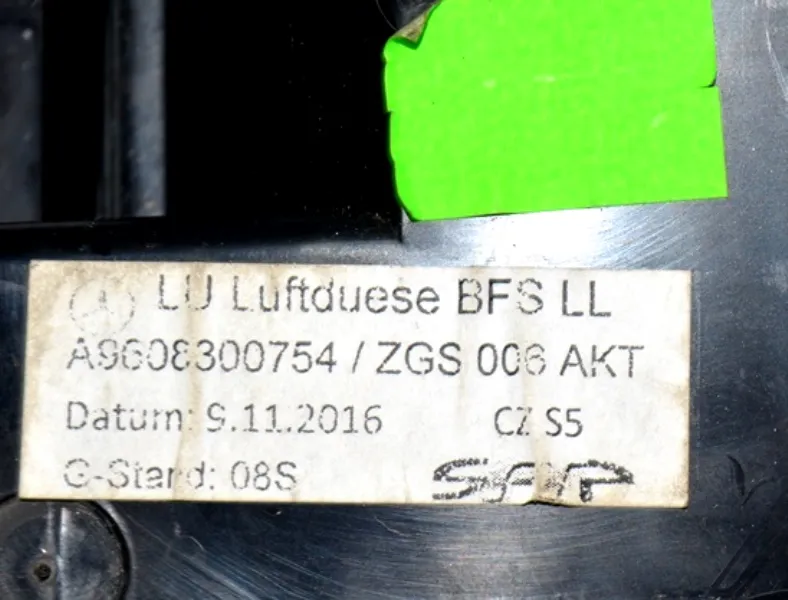 LU Luftduese BFS LL
A9608300754 / ZGS 006 AKT
Datum: 9.11.2016 CZ S5
G-Stand: 08S